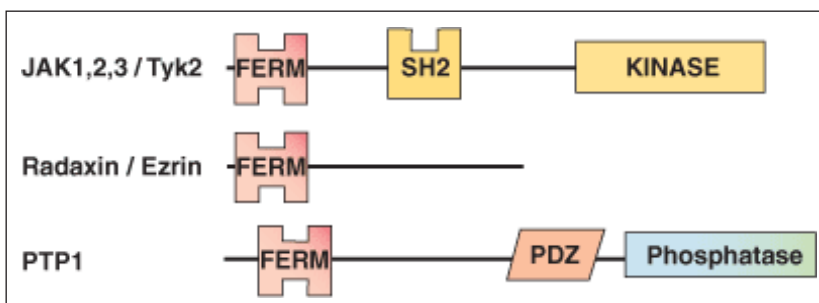 JAK1,2,3 / Tyk2 FERM SH2 KINASE
Radaxin / Ezrin FERM
PTP1 FERM PDZ Phosphatase